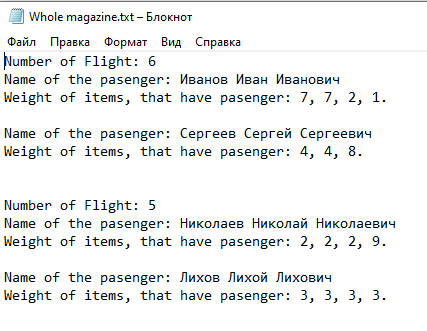 Whole magazine.txt – Блокнот
Файл Правка Формат Вид Справка
Number of Flight: 6
Name of the pasenger: Иванов Иван Иванович
Weight of items, that have pasenger: 7, 7, 2, 1.
Name of the pasenger: Сергеев Сергей Сергеевич
Weight of items, that have pasenger: 4, 4, 8.
Number of Flight: 5
Name of the pasenger: Николаев Николай Николаевич
Weight of items, that have pasenger: 2, 2, 2, 9.
Name of the pasenger: Лихов Лихой Лихович
Weight of items, that have pasenger: 3, 3, 3, 3.